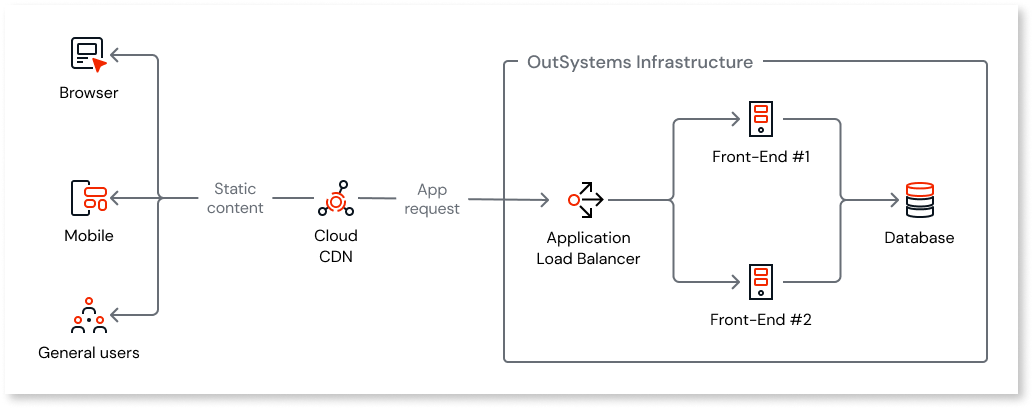 OutSystems Infrastructure
Browser
Front-End #1
Static
content
App
request
Mobile
Cloud
CDN
Application
Load Balancer
Database
Front-End #2
General users